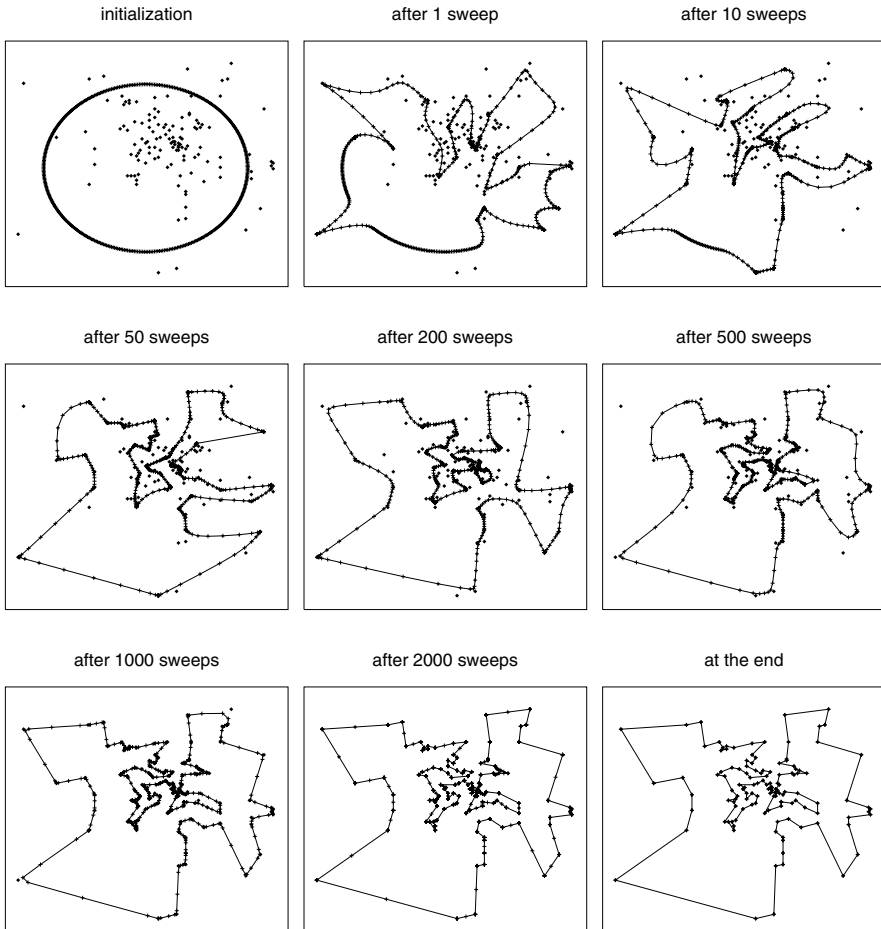 initialization
after 1 sweep
after 10 sweeps
after 50 sweeps
after 200 sweeps
after 500 sweeps
after 1000 sweeps
after 2000 sweeps
at the end